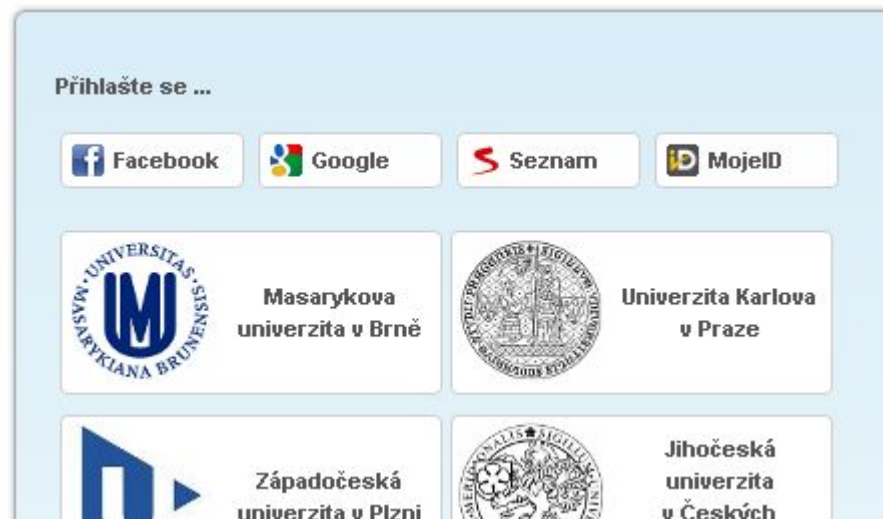 Přihlašte se ...
Facebook
Google
Seznam
MojeID
UNIVERSITAS · MASARYKIANA BRUNENSIS ·
Masarykova
univerzita v Brně
Univerzita Karlova
v Praze
Západočeská
univerzita v Plzni
Jihočeská
univerzita
v Českých